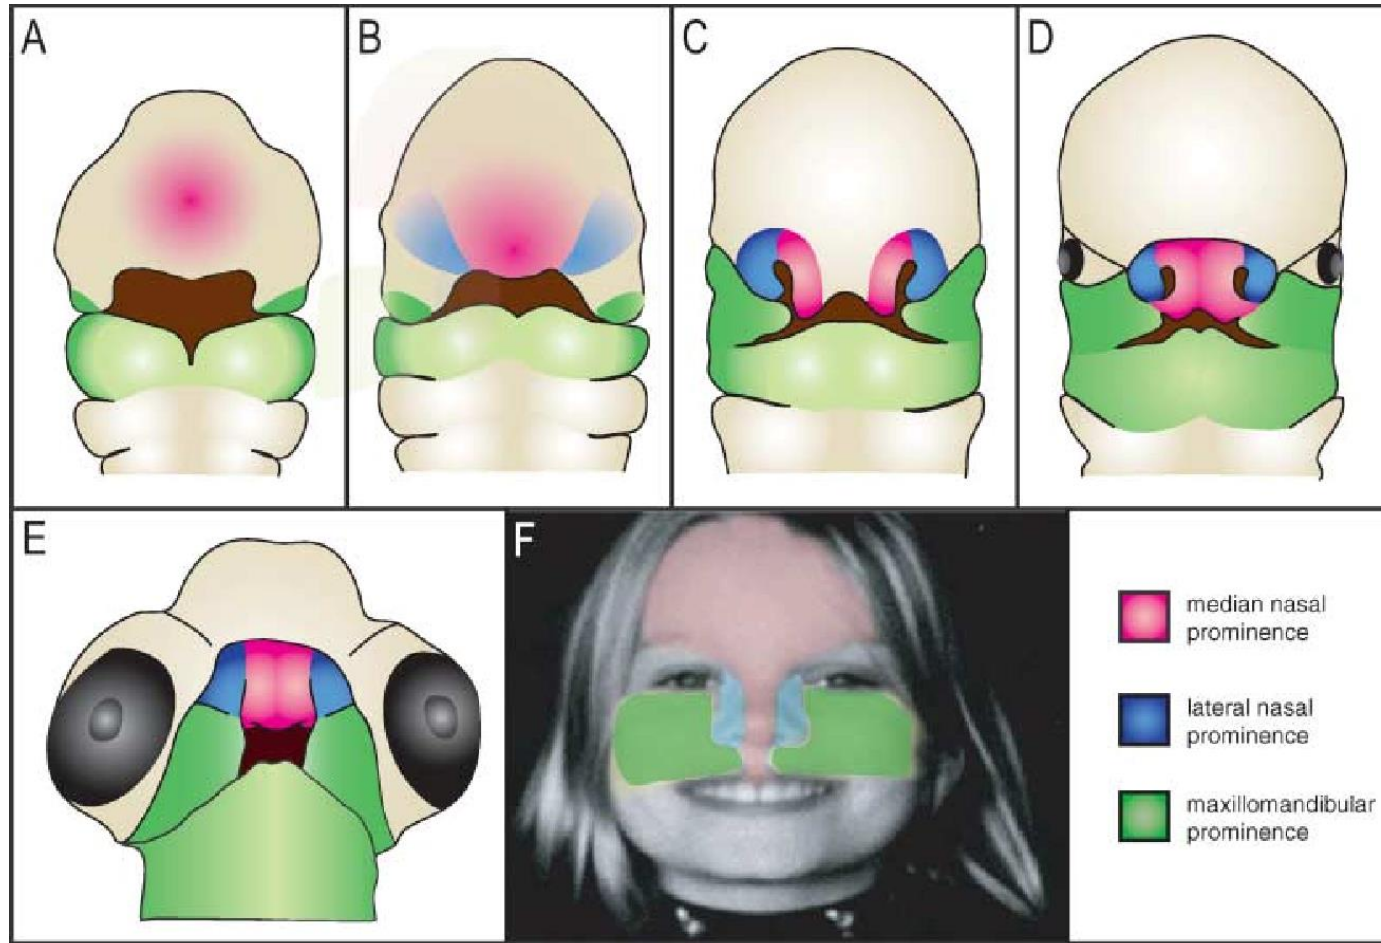 A
B
C
D
E
F
median nasal
prominence
lateral nasal
prominence
maxillomandibular
prominence